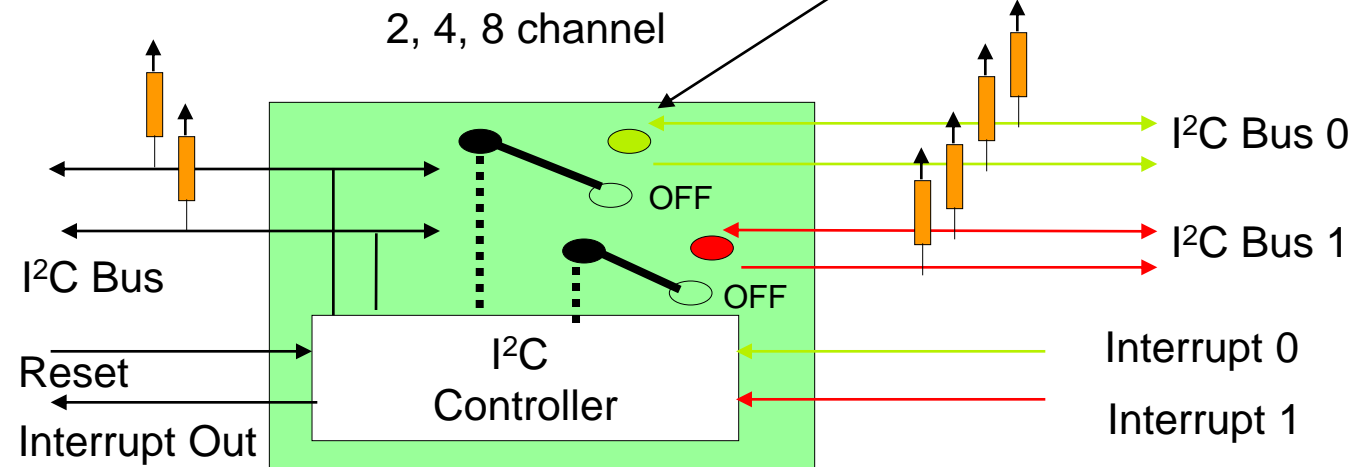 2, 4, 8 channel
I²C Bus 0
OFF
I²C Bus 1
I²C Bus
OFF
Reset
I²C
Controller
Interrupt 0
Interrupt Out
Interrupt 1